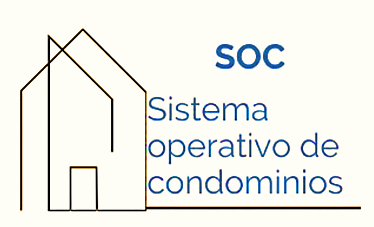 SOC
Sistema
operativo de
condominios